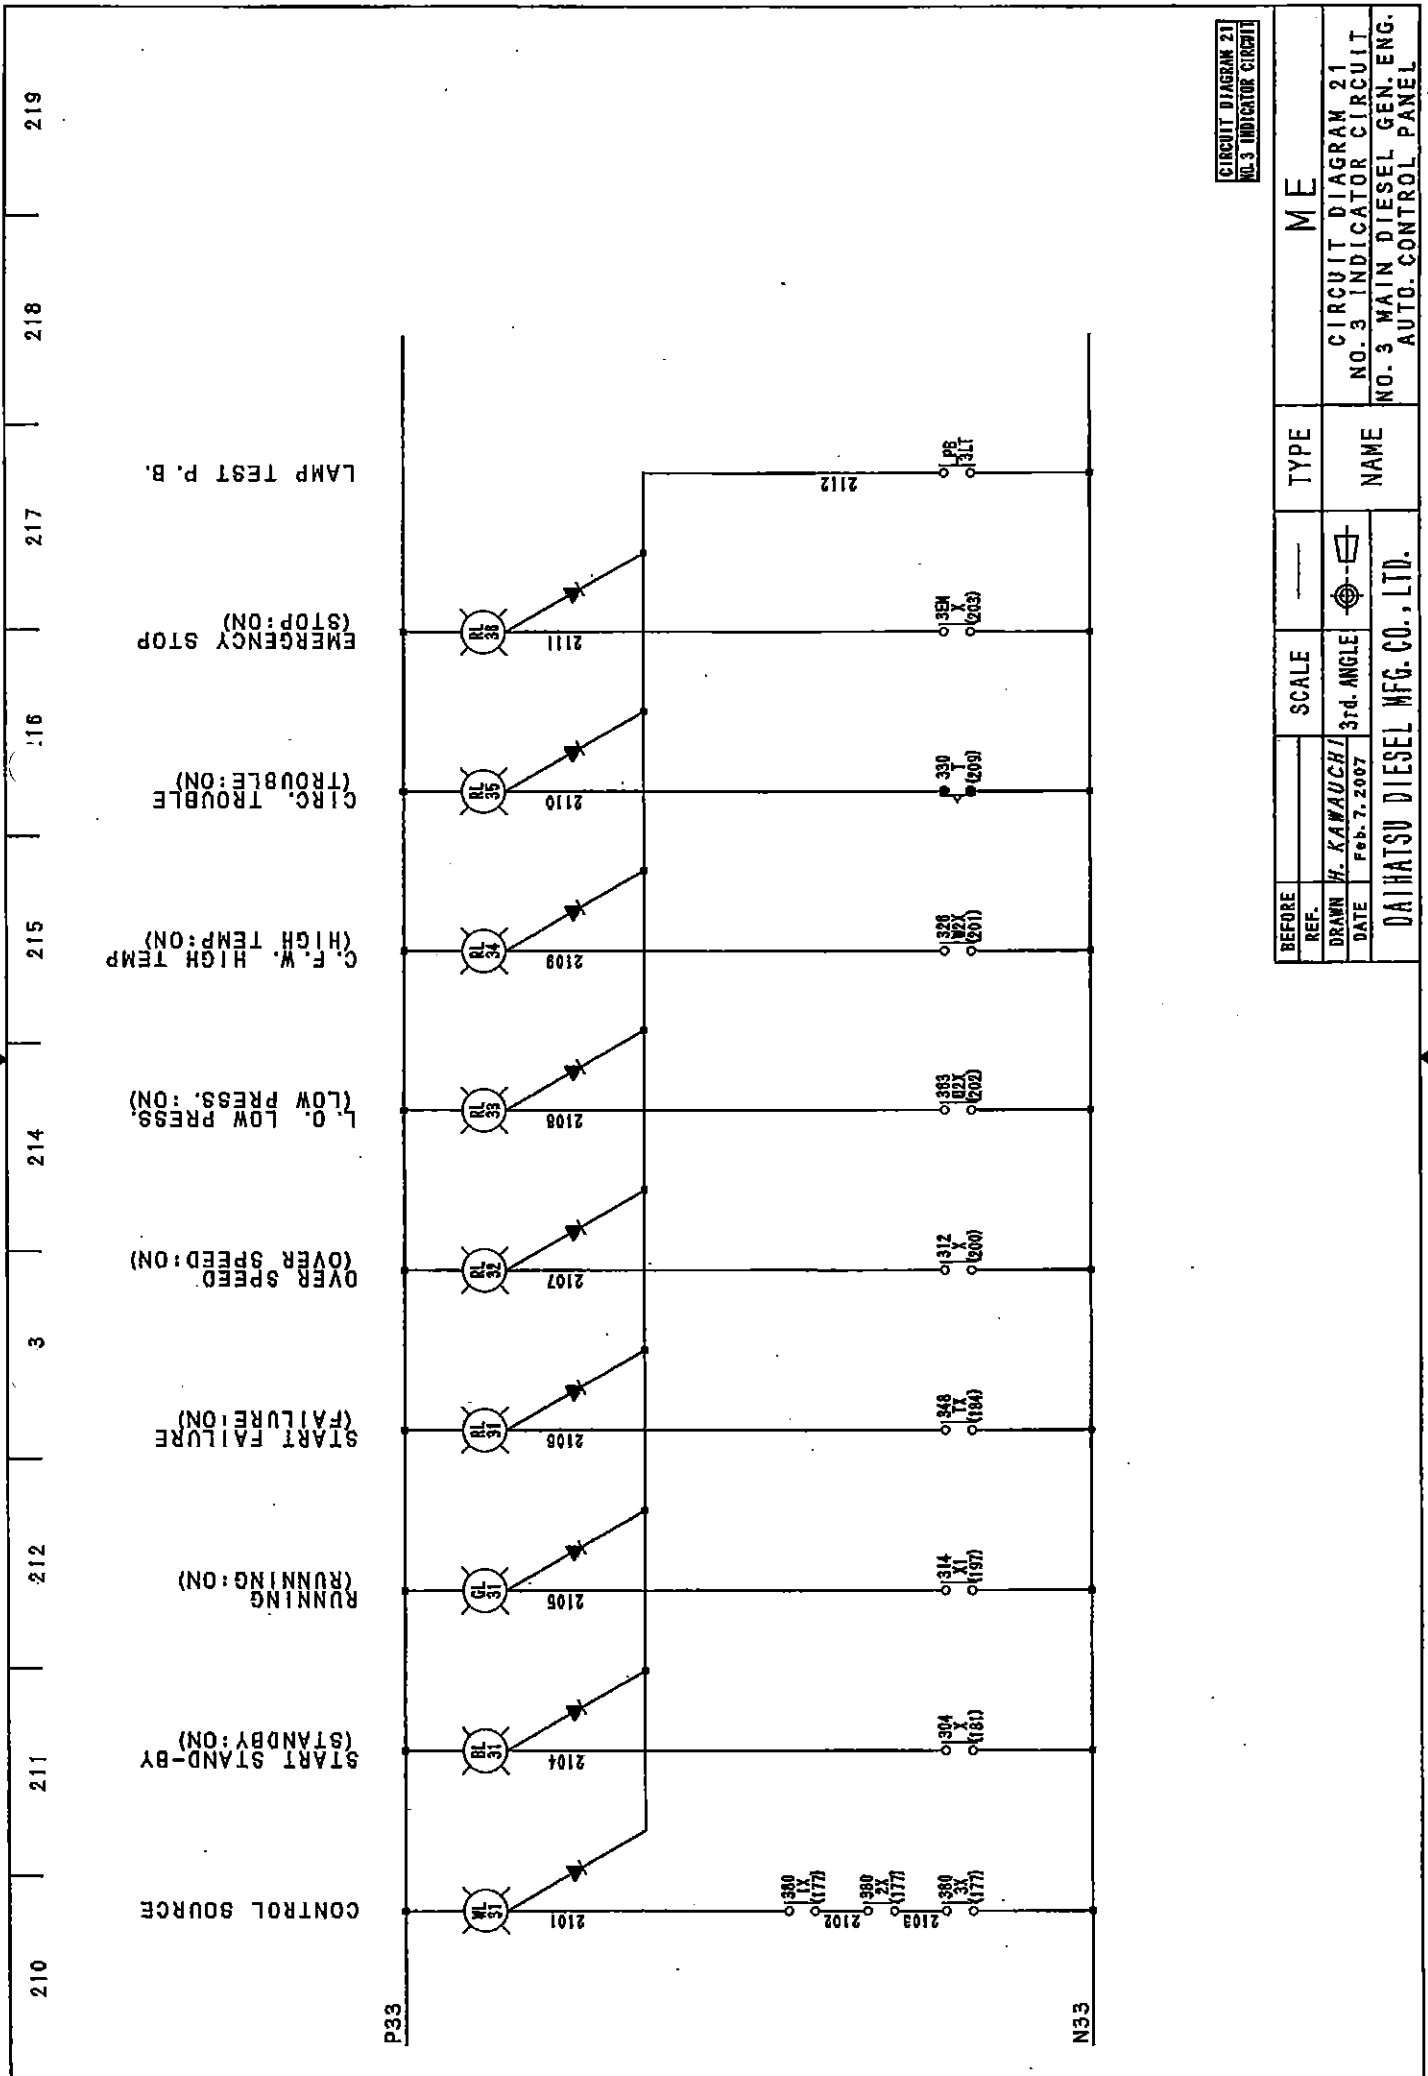 210
211
212
3
214
215
116
217
218
219
CONTROL SOURCE
START STAND-BY
(STANDBY:ON)
RUNNING
(RUNNING:ON)
START FAILURE
(FAILURE:ON)
OVER SPEED
(OVER SPEED:ON)
L.O. LOW PRESS.
(LOW PRESS.:ON)
C.F.W. HIGH TEMP
(HIGH TEMP:ON)
CIRC. TROUBLE
(TROUBLE:ON)
EMERGENCY STOP
(STOP:ON)
LAMP TEST P.B.
P33
WL
31
BL
31
GL
31
RL
31
RL
32
RL
33
RL
34
RL
35
RL
36
2101
2104
2105
2106
2107
2108
2109
2110
2111
2112
380
1X
(177)
2102
380
2X
(177)
2103
380
3X
(177)
304
X
(181)
314
X1
(197)
348
TX
(184)
312
X
(200)
363
Q2X
(202)
326
W2X
(201)
330
T
(209)
3EM
X
(203)
PB
3LT
N33
CIRCUIT DIAGRAM 21
NO.3 INDICATOR CIRCUIT
BEFORE
REF.
DRAWN
H. KAWAUCHI
DATE
Feb. 7. 2007
SCALE
3rd. ANGLE
DAIHATSU DIESEL MFG. CO., LTD.
TYPE
ME
NAME
CIRCUIT DIAGRAM 21
NO. 3 INDICATOR CIRCUIT
NO. 3 MAIN DIESEL GEN. ENG.
AUTO. CONTROL PANEL